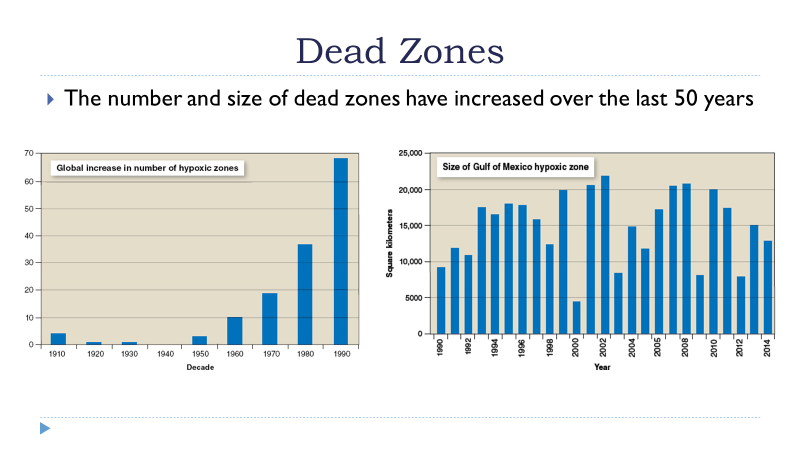 Dead Zones
The number and size of dead zones have increased over the last 50 years
Global increase in number of hypoxic zones
70
60
50
40
30
20
10
0
1910 1920 1930 1940 1950 1960 1970 1980 1990
Decade
Size of Gulf of Mexico hypoxic zone
Square kilometers
25,000
20,000
15,000
10,000
5000
0
1990 1992 1994 1996 1998 2000 2002 2004 2005 2008 2010 2012 2014
Year